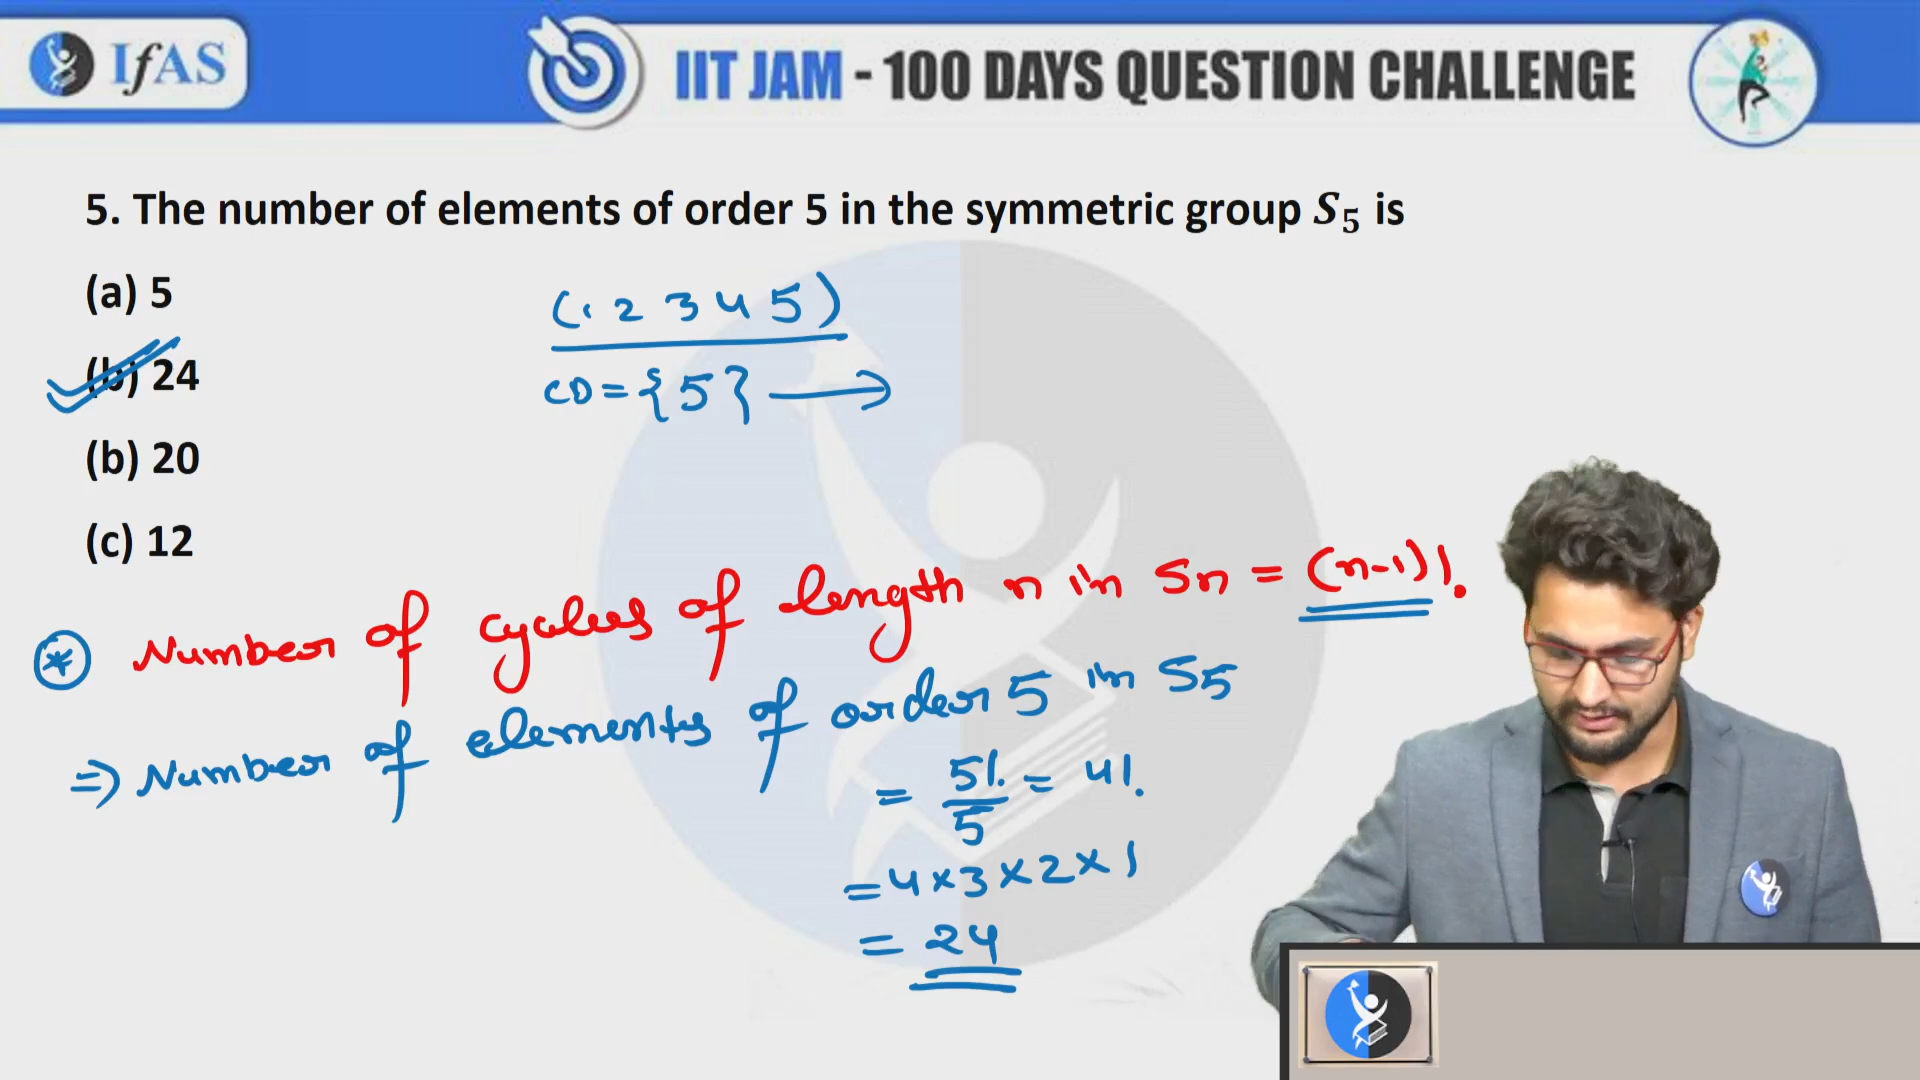 IfAS
IIT JAM - 100 DAYS QUESTION CHALLENGE
5. The number of elements of order 5 in the symmetric group S₅ is
(a) 5
(b) 24
(b) 20
(c) 12
(1 2 3 4 5)
CD = {5} →
* Number of cycles of length n in Sn = (n-1)!
⇒ Number of elements of order 5 in S5
= 5!/5 = 4!
= 4×3×2×1
= 24